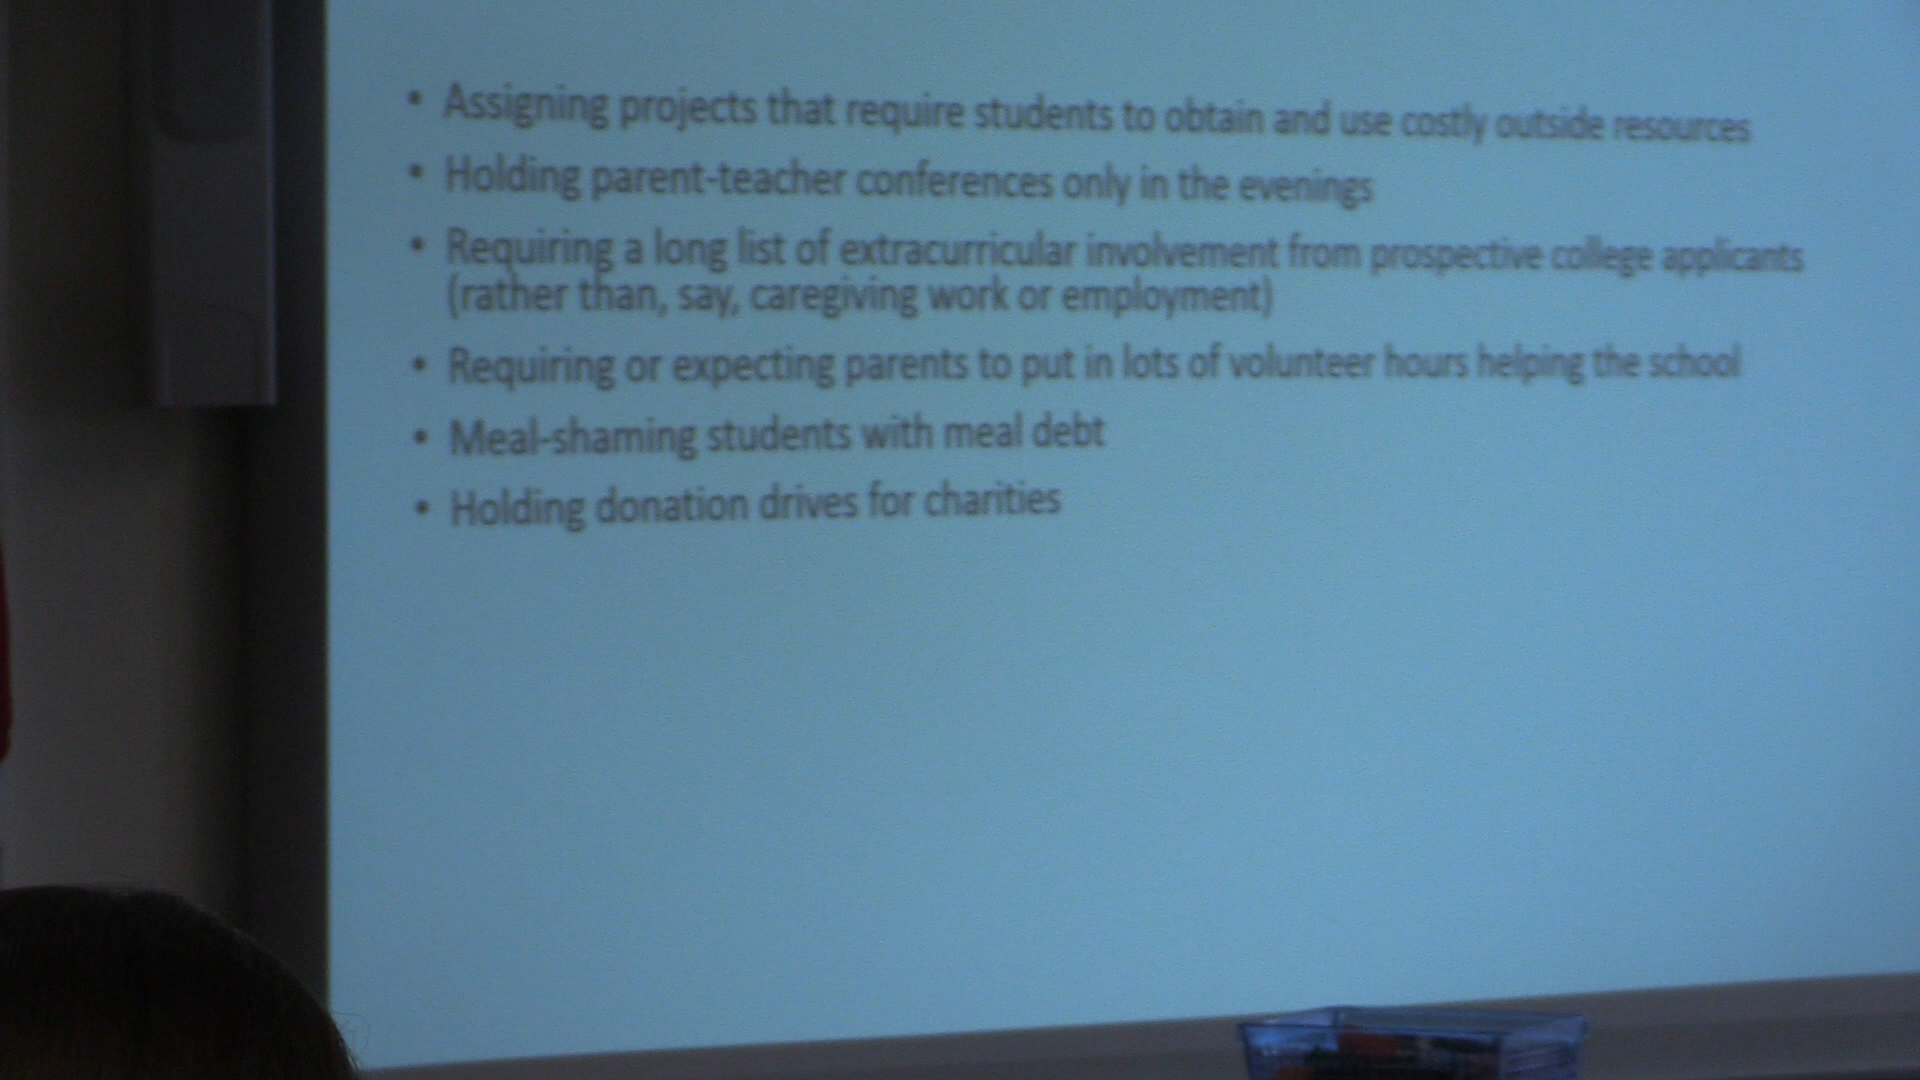 • Assigning projects that require students to obtain and use costly outside resources
• Holding parent-teacher conferences only in the evenings
• Requiring a long list of extracurricular involvement from prospective college applicants
(rather than, say, caregiving work or employment)
• Requiring or expecting parents to put in lots of volunteer hours helping the school
• Meal-shaming students with meal debt
• Holding donation drives for charities